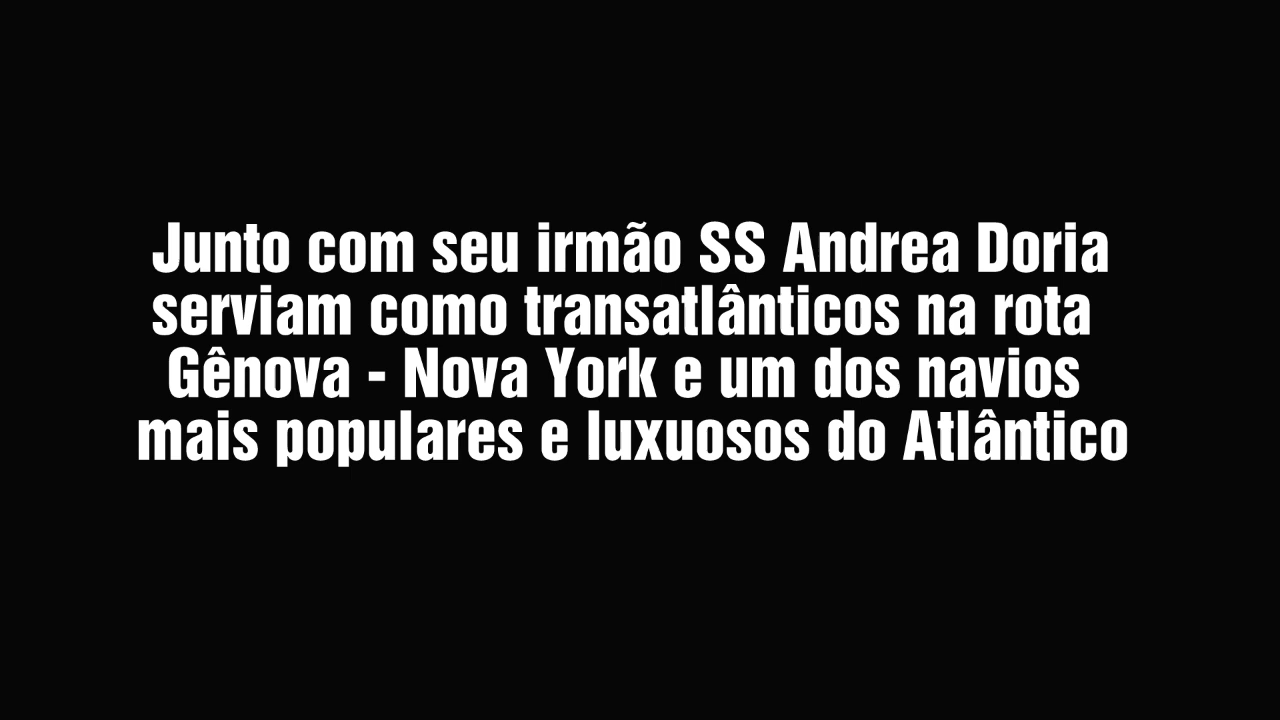 Junto com seu irmão SS Andrea Doria
serviam como transatlânticos na rota
Gênova - Nova York e um dos navios
mais populares e luxuosos do Atlântico